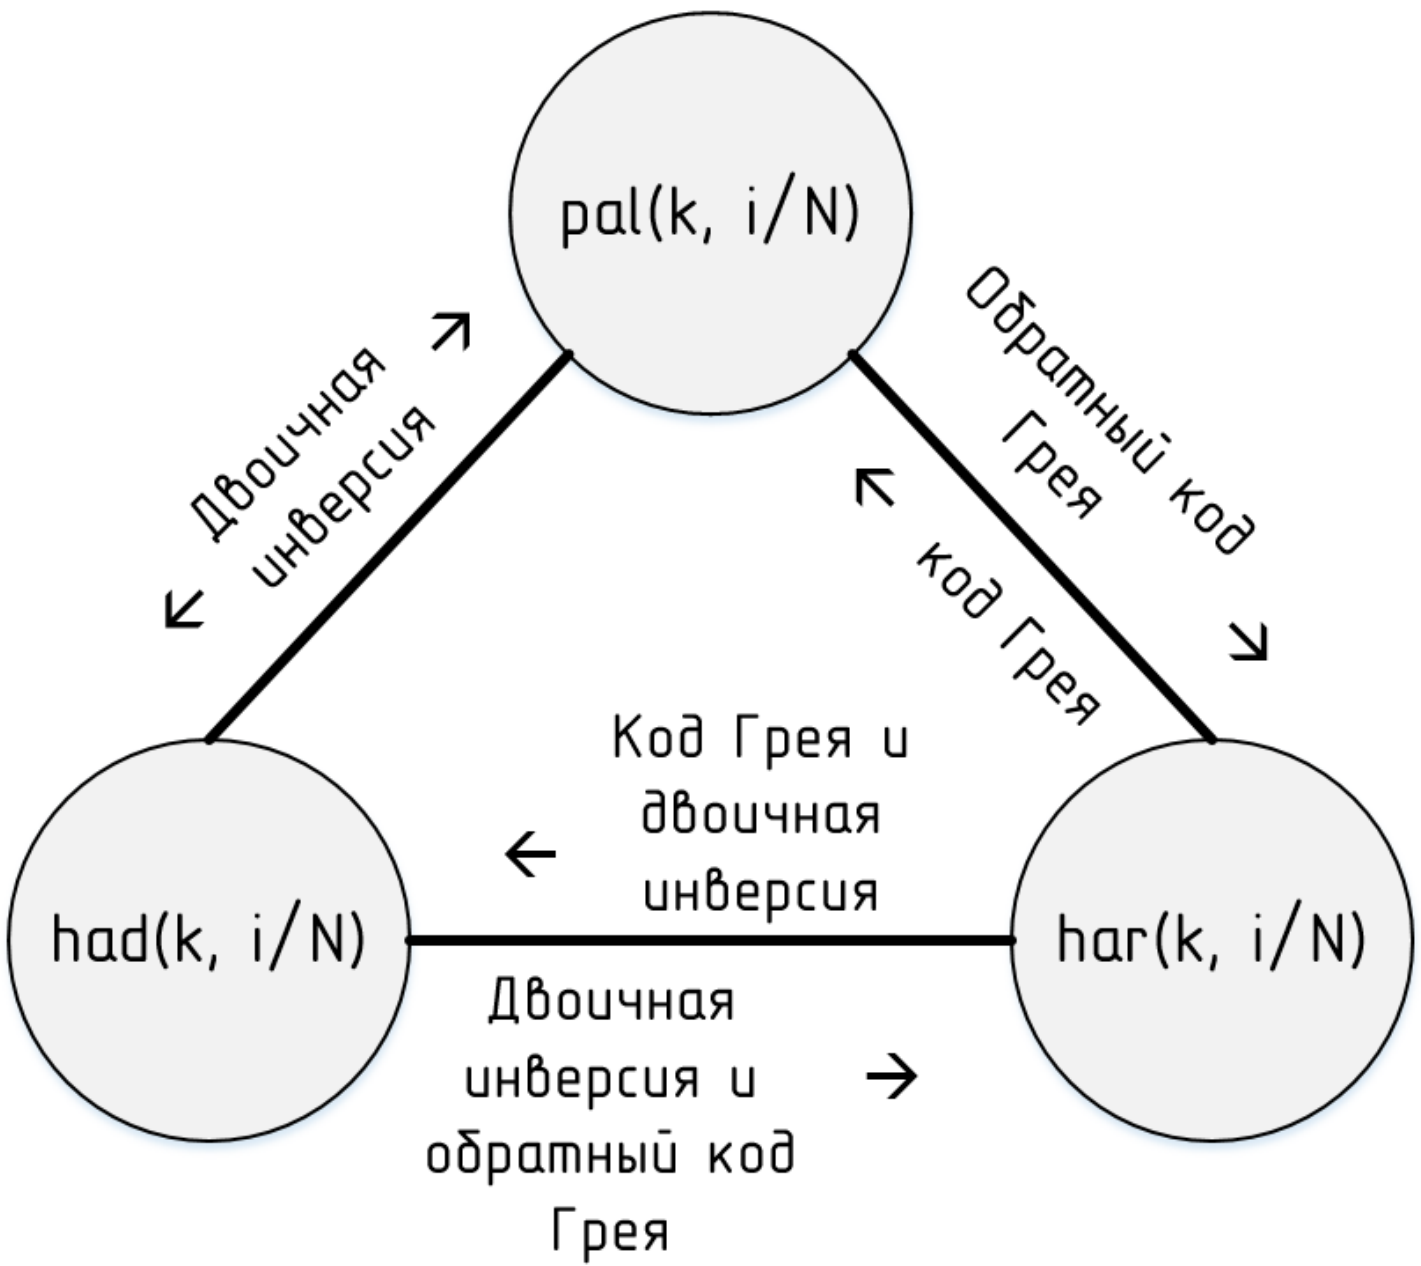 pal(k, i/N)
Двоичная
инверсия
Обратный код
Грея
код Грея
Код Грея и
двоичная
инверсия
had(k, i/N)
har(k, i/N)
Двоичная
инверсия и
обратный код
Грея